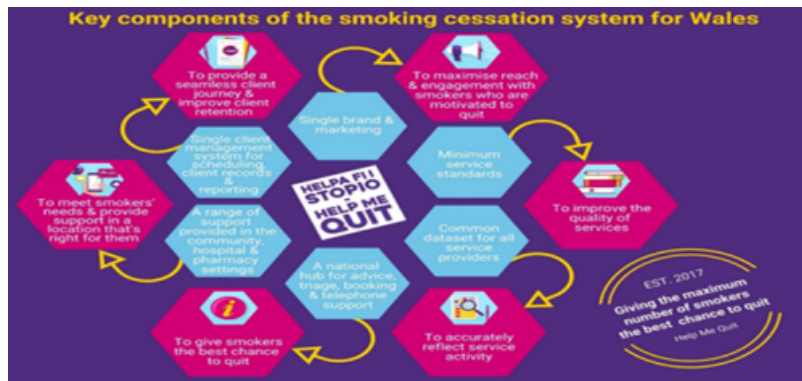 Key components of the smoking cessation system for Wales
To provide a
seamless client
journey &
improve client
retention
To maximise reach
& engagement with
smokers who are
motivated to
quit
Single brand &
marketing
Single client
management
system for
scheduling,
client records
&
reporting
Minimum
service
standards
To meet smokers'
needs & provide
support in a
location that's
right for them
HELPA FI I
STOPIO
-
HELP ME
QUIT
To improve the
quality of
services
A range of
support
provided in the
community,
hospital &
pharmacy
settings
Common
dataset for all
service
providers
A national
hub for advice,
triage, booking
& telephone
support
To give smokers
the best chance
to quit
To accurately
reflect service
activity
EST. 2017
Giving the maximum
number of smokers
the best chance to quit
Help Me Quit